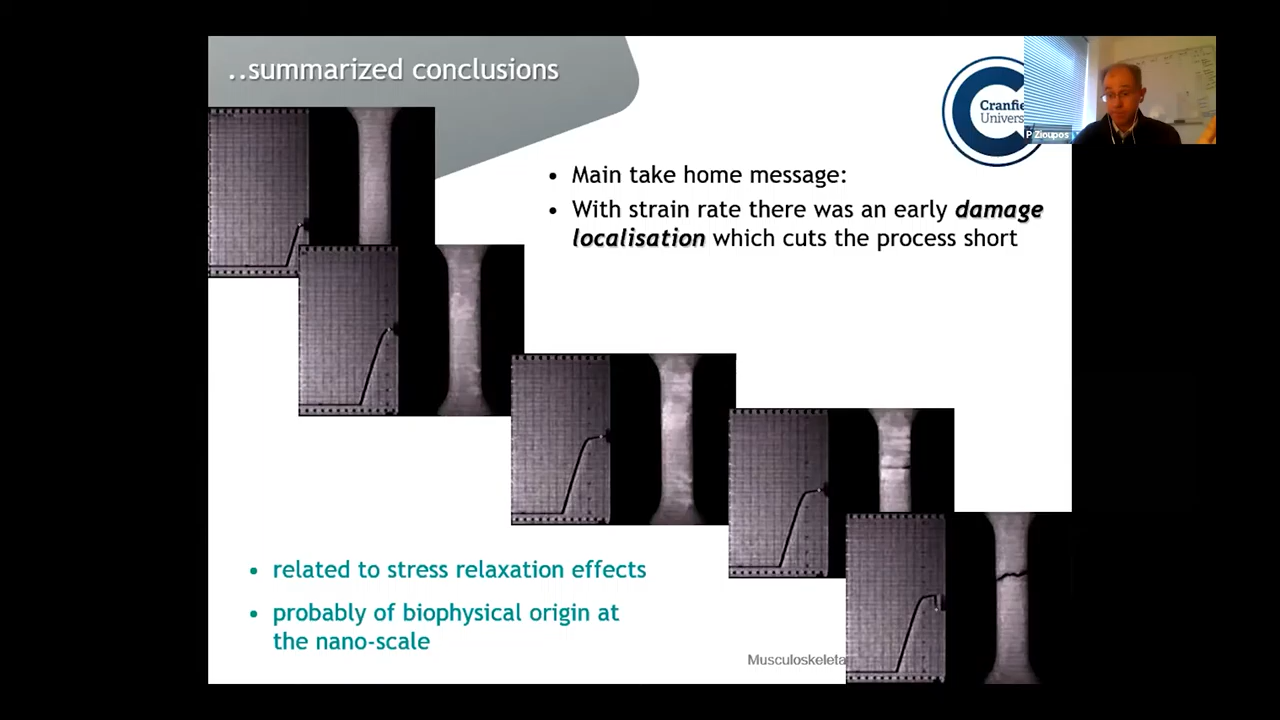 ..summarized conclusions
Cranfie
Univers
P Zioupos
• Main take home message:
• With strain rate there was an early damage
localisation which cuts the process short
• related to stress relaxation effects
• probably of biophysical origin at
the nano-scale
Musculoskeleta